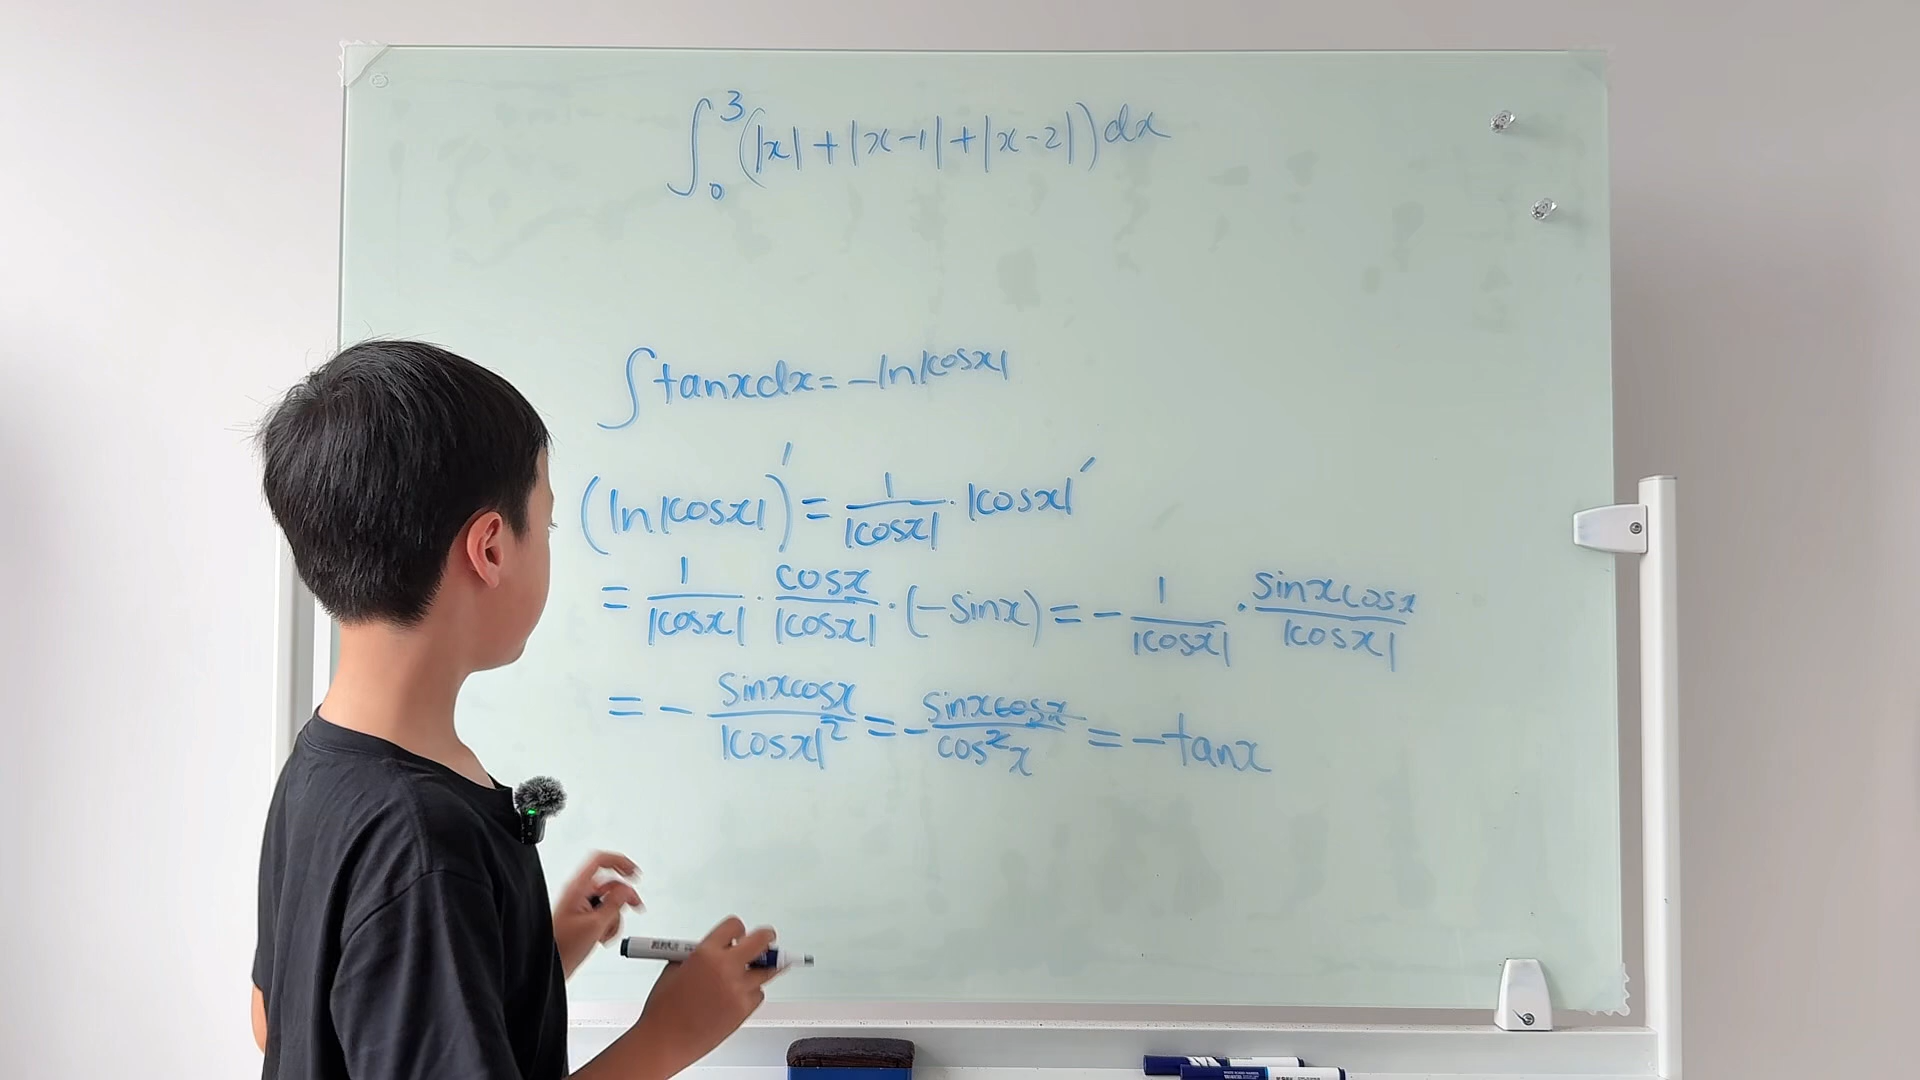 ∫₀³(|x|+|x-1|+|x-2|)dx
∫tanxdx=-ln|cosx|
(ln|cosx|)′=1/|cosx|·|cosx|′
=1/|cosx|·cosx/|cosx|·(-sinx)=-1/|cosx|·sinxcosx/|cosx|
=-sinxcosx/|cosx|²=-sinxcosx/cos²x=-tanx